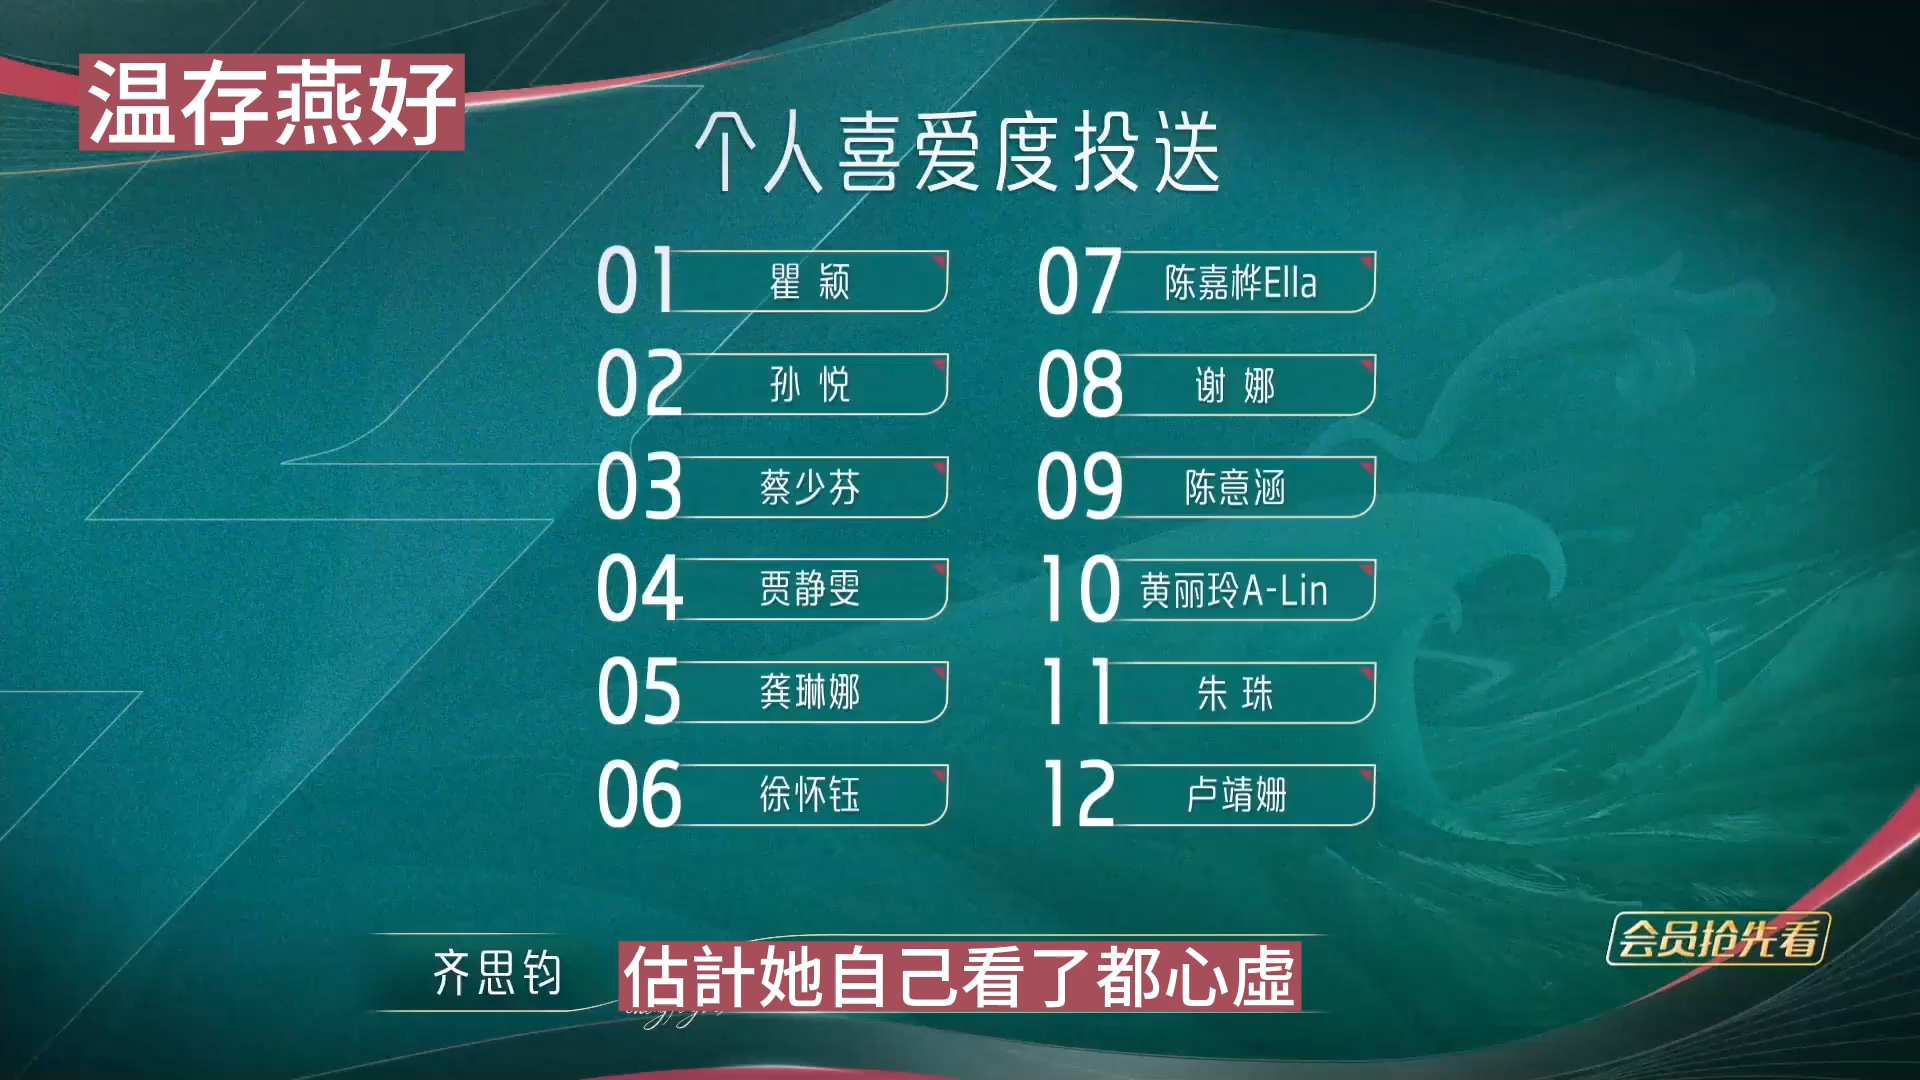 温存燕好
个人喜爱度投送
01 瞿 颖
02 孙 悦
03 蔡少芬
04 贾静雯
05 龚琳娜
06 徐怀钰
07 陈嘉桦Ella
08 谢 娜
09 陈意涵
10 黄丽玲A-Lin
11 朱 珠
12 卢靖姗
会员抢先看
齐思钧
估計她自己看了都心虛